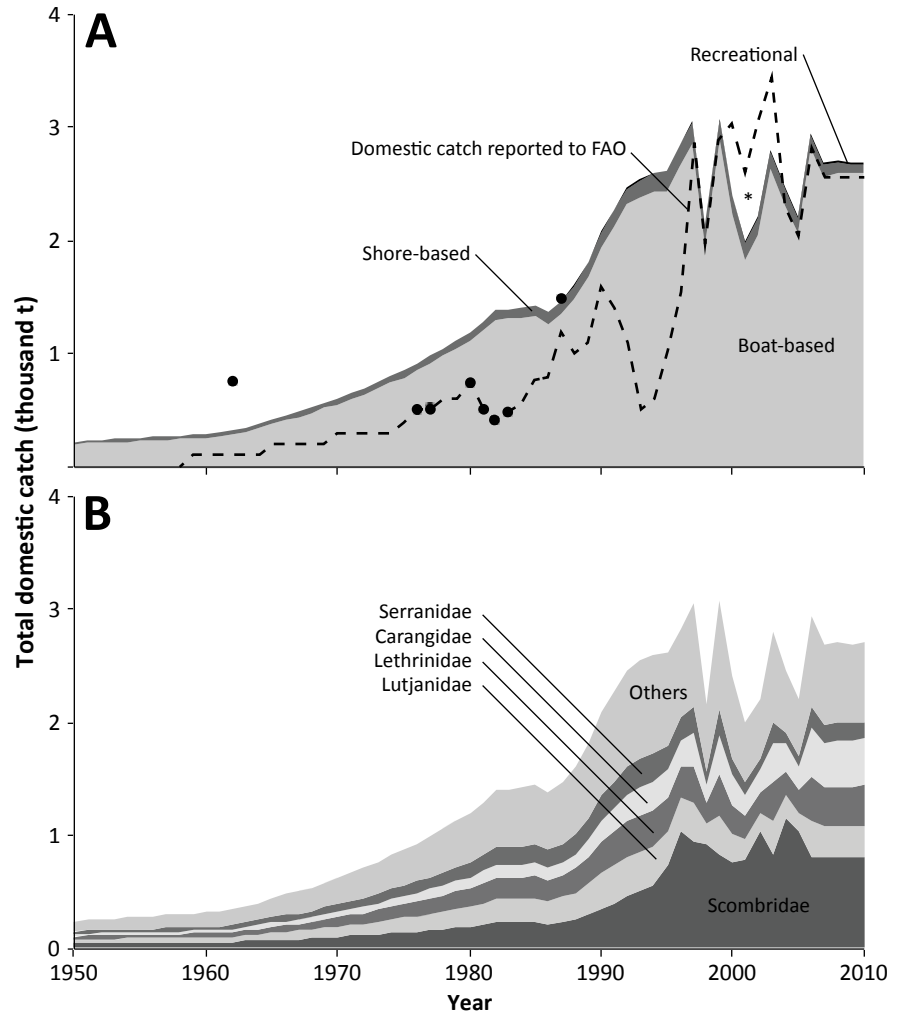 A
4
3
2
1
Recreational
Domestic catch reported to FAO
*
Shore-based
Boat-based
Total domestic catch (thousand t)
B
4
3
2
1
0
Serranidae
Carangidae
Lethrinidae
Lutjanidae
Others
Scombridae
1950 1960 1970 1980 1990 2000 2010
Year